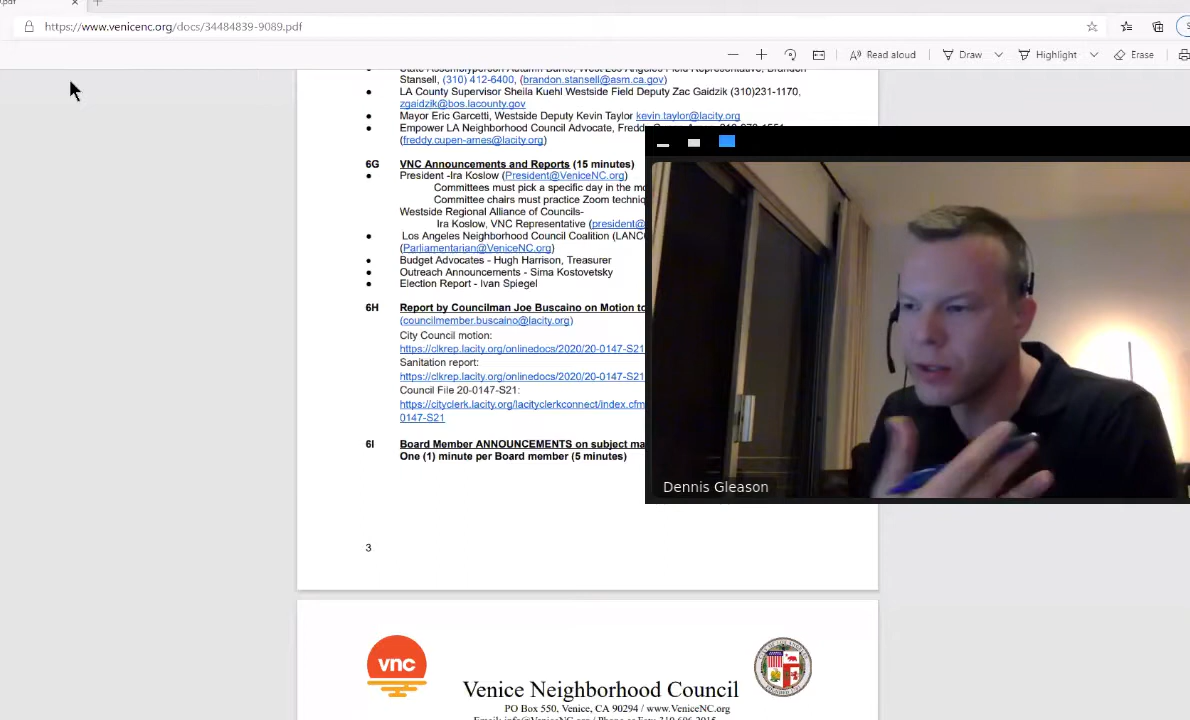 .pdf
https://www.venicenc.org/docs/34484839-9089.pdf
Read aloud
Draw
Highlight
Erase
Stansell, (310) 412-6400, (brandon.stansell@asm.ca.gov)
● LA County Supervisor Sheila Kuehl Westside Field Deputy Zac Gaidzik (310)231-1170,
zgaidzik@bos.lacounty.gov
● Mayor Eric Garcetti, Westside Deputy Kevin Taylor kevin.taylor@lacity.org
● Empower LA Neighborhood Council Advocate,
(freddy.cupen-ames@lacity.org)
6G VNC Announcements and Reports (15 minutes)
● President -Ira Koslow (President@VeniceNC.org)
Committees must pick a specific day in the
Committee chairs must practice Zoom
Westside Regional Alliance of Councils-
Ira Koslow, VNC Representative (president@
● Los Angeles Neighborhood Council Coalition
(Parliamentarian@VeniceNC.org)
● Budget Advocates - Hugh Harrison, Treasurer
● Outreach Announcements - Sima Kostovetsky
● Election Report - Ivan Spiegel
6H Report by Councilman Joe Buscaino on Motion to
(councilmember.buscaino@lacity.org)
City Council motion:
https://clkrep.lacity.org/onlinedocs/2020/20-0147-S21
Sanitation report:
https://clkrep.lacity.org/onlinedocs/2020/20-0147-S21
Council File 20-0147-S21:
https://cityclerk.lacity.org/lacityclerkconnect/index.cfm
0147-S21
6I Board Member ANNOUNCEMENTS on subject
One (1) minute per Board member (5 minutes)
Dennis Gleason
3
vnc
Venice Neighborhood Council
PO Box 550, Venice, CA 90294 / www.VeniceNC.org